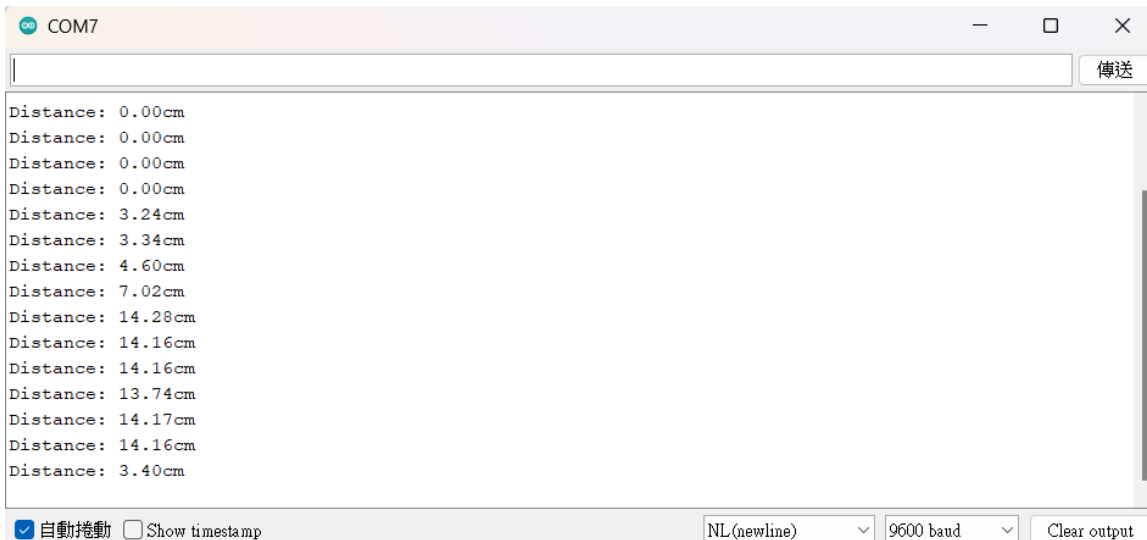 COM7
傳送
Distance: 0.00cm
Distance: 0.00cm
Distance: 0.00cm
Distance: 0.00cm
Distance: 3.24cm
Distance: 3.34cm
Distance: 4.60cm
Distance: 7.02cm
Distance: 14.28cm
Distance: 14.16cm
Distance: 14.16cm
Distance: 13.74cm
Distance: 14.17cm
Distance: 14.16cm
Distance: 3.40cm
自動捲動 Show timestamp NL(newline) 9600 baud Clear output